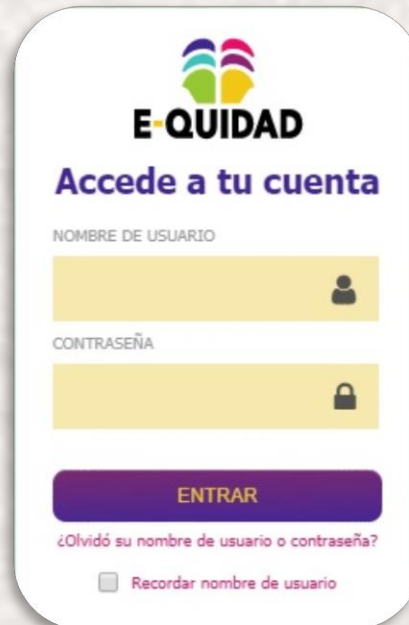 E-QUIDAD
Accede a tu cuenta
NOMBRE DE USUARIO
CONTRASEÑA
ENTRAR
¿Olvidó su nombre de usuario o contraseña?
Recordar nombre de usuario